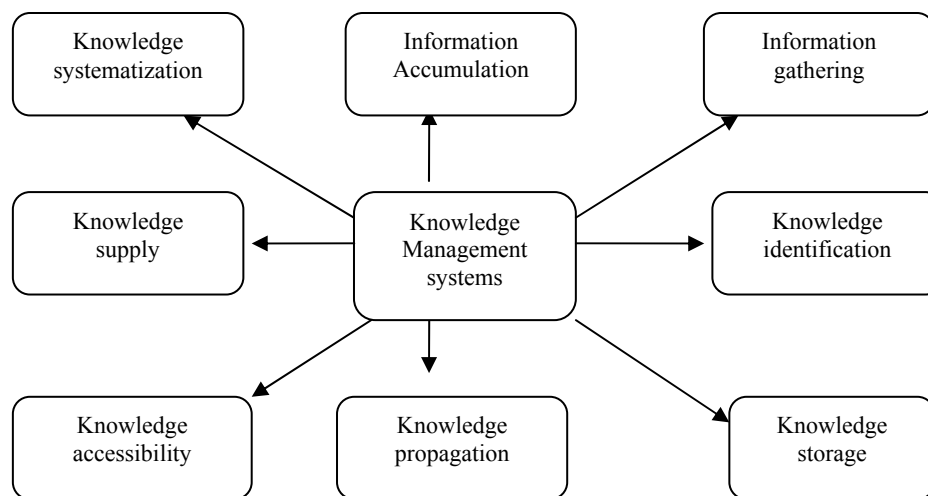 Knowledge
systematization
Information
Accumulation
Information
gathering
Knowledge
supply
Knowledge
Management
systems
Knowledge
identification
Knowledge
accessibility
Knowledge
propagation
Knowledge
storage